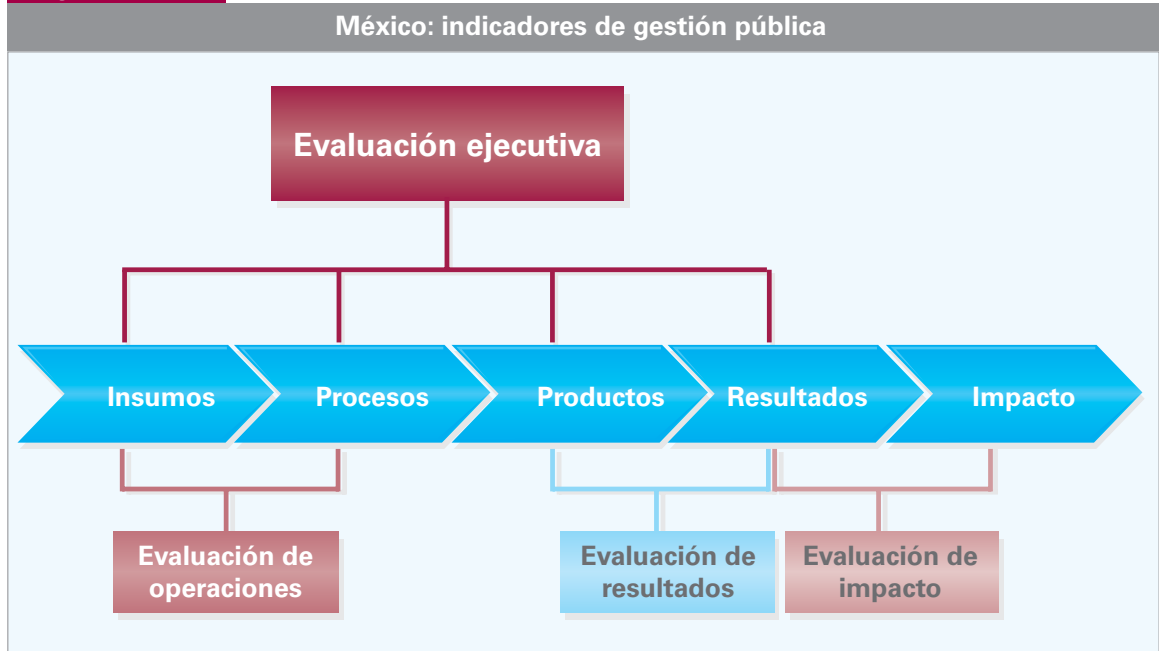 México: indicadores de gestión pública
Evaluación ejecutiva
Insumos
Procesos
Productos
Resultados
Impacto
Evaluación de
operaciones
Evaluación de
resultados
Evaluación de
impacto